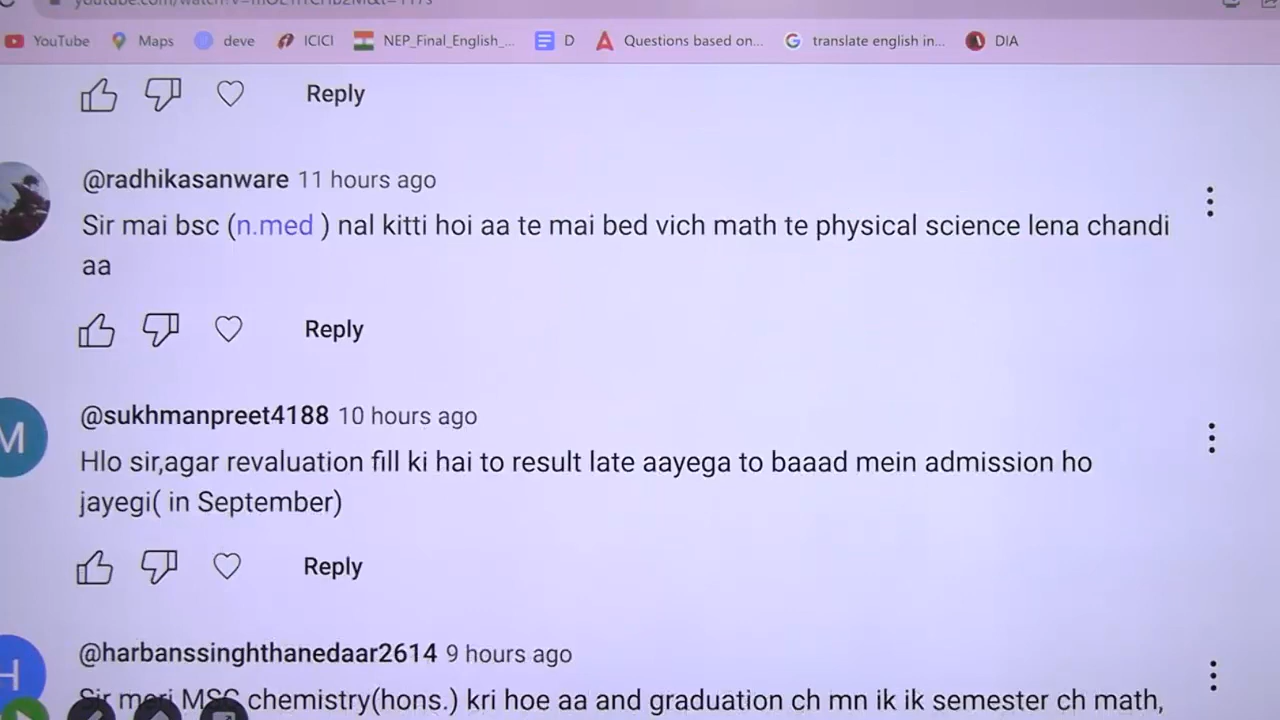 YouTube Maps deve ICICI NEP_Final_English_... D Questions based on... translate english in... DIA
Reply
@radhikasanware 11 hours ago
Sir mai bsc (n.med ) nal kitti hoi aa te mai bed vich math te physical science lena chandi
aa
Reply
@sukhmanpreet4188 10 hours ago
M
Hlo sir,agar revaluation fill ki hai to result late aayega to baaad mein admission ho
jayegi( in September)
Reply
@harbanssinghthanedaar2614 9 hours ago
H
Sir meri MSC chemistry(hons.) kri hoe aa and graduation ch mn ik ik semester ch math,